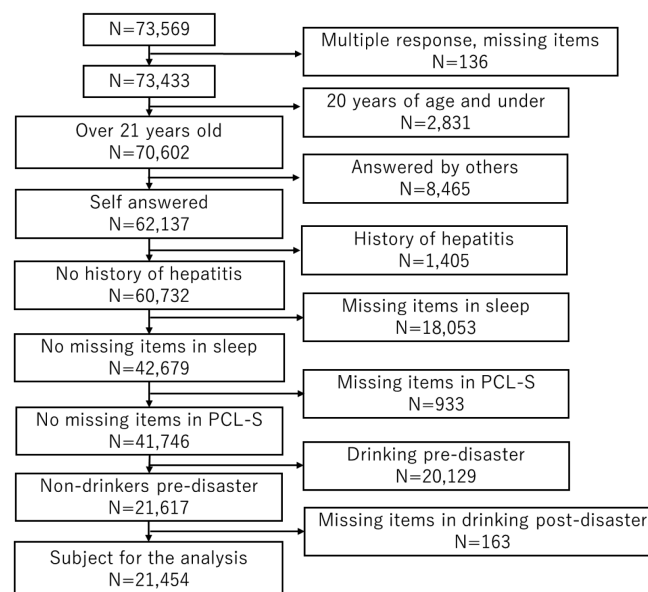 N=73,569
Multiple response, missing items
N=136
N=73,433
20 years of age and under
N=2,831
Over 21 years old
N=70,602
Answered by others
N=8,465
Self answered
N=62,137
History of hepatitis
N=1,405
No history of hepatitis
N=60,732
Missing items in sleep
N=18,053
No missing items in sleep
N=42,679
Missing items in PCL-S
N=933
No missing items in PCL-S
N=41,746
Drinking pre-disaster
N=20,129
Non-drinkers pre-disaster
N=21,617
Missing items in drinking post-disaster
N=163
Subject for the analysis
N=21,454